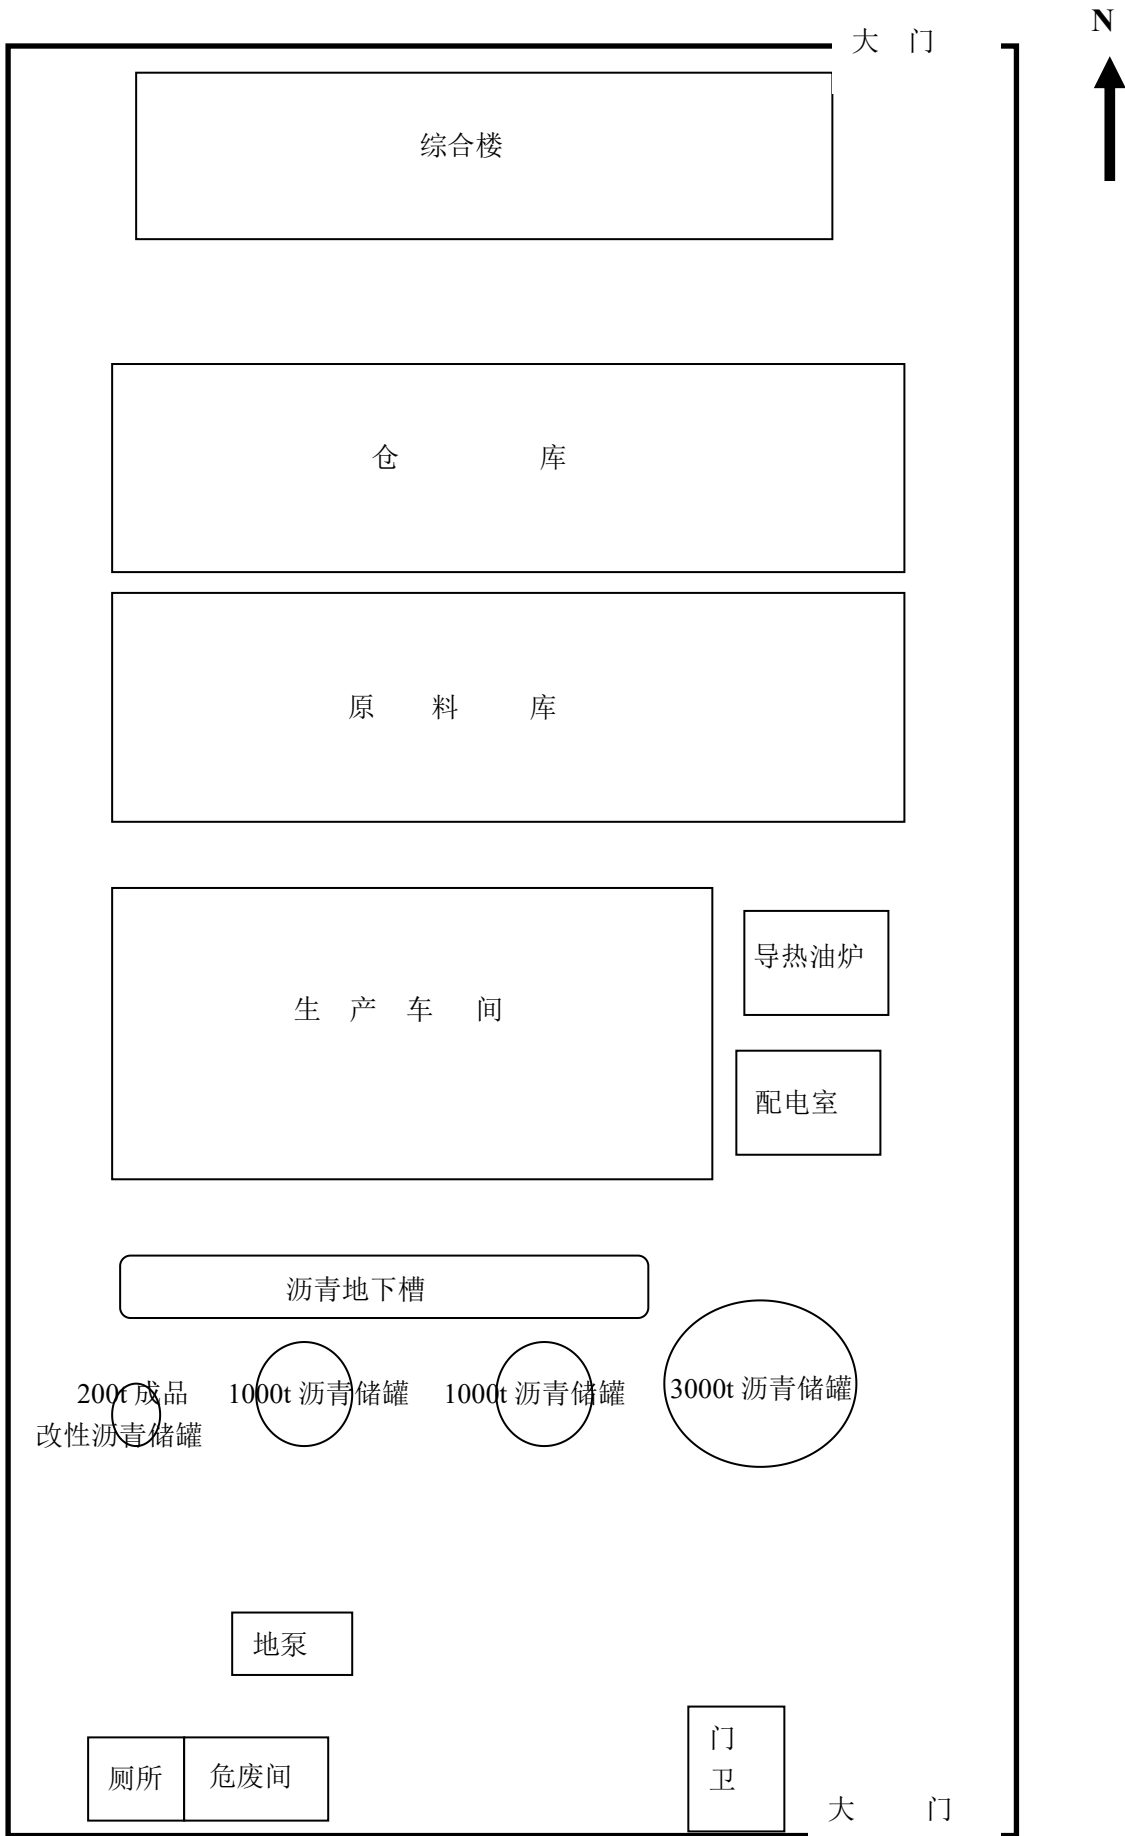 N
大 门
综合楼
仓 库
原 料 库
导热油炉
生 产 车 间
配电室
沥青地下槽
200t 成品
改性沥青储罐
1000t 沥青储罐
1000t 沥青储罐
3000t 沥青储罐
地泵
门
卫
厕所
危废间
大 门